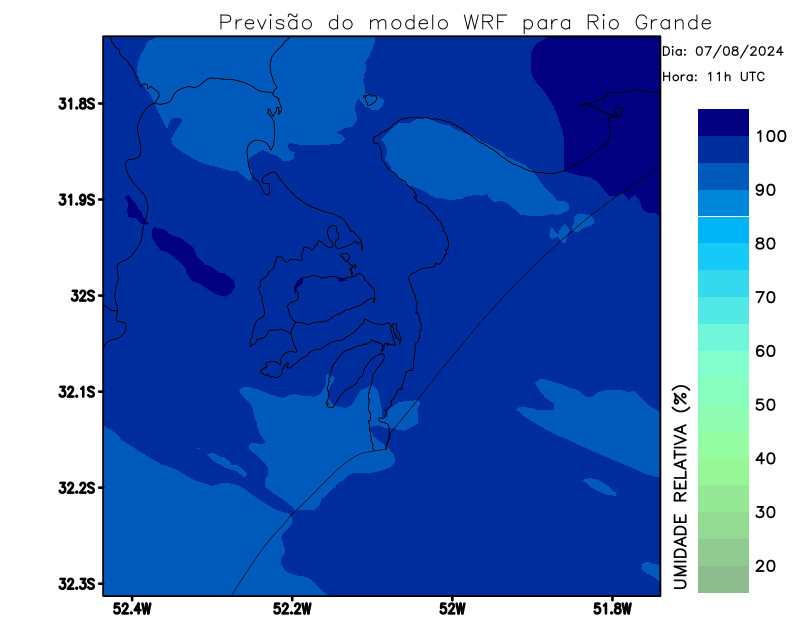 Previsão do modelo WRF para Rio Grande
Dia: 07/08/2024
Hora: 11h UTC
31.8S
31.9S
32S
32.1S
32.2S
32.3S
52.4W
52.2W
52W
51.8W
100
90
80
70
60
50
40
30
20
UMIDADE RELATIVA (%)